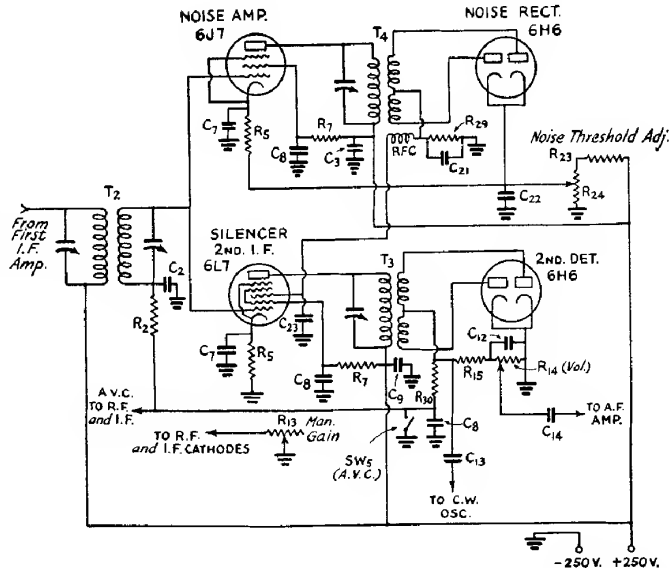 NOISE AMP.
6J7
T4
NOISE RECT.
6H6
C7
R5
C8
R7
C3
RFC
R29
C21
Noise Threshold Adj.
R23
R24
C22
T2
From
First
I.F.
Amp.
C2
R2
SILENCER
2ND. I.F.
6L7
C23
T3
2ND. DET.
6H6
C7
R5
C8
R7
C9
R30
C12
R15
R14 (Vol.)
C8
C14
TO A.F.
AMP.
A.V.C.
TO R.F.
and I.F.
R13
Man.
Gain
TO R.F.
and I.F. CATHODES
SW5
(A.V.C.)
C13
TO C.W.
OSC.
-250V. +250V.